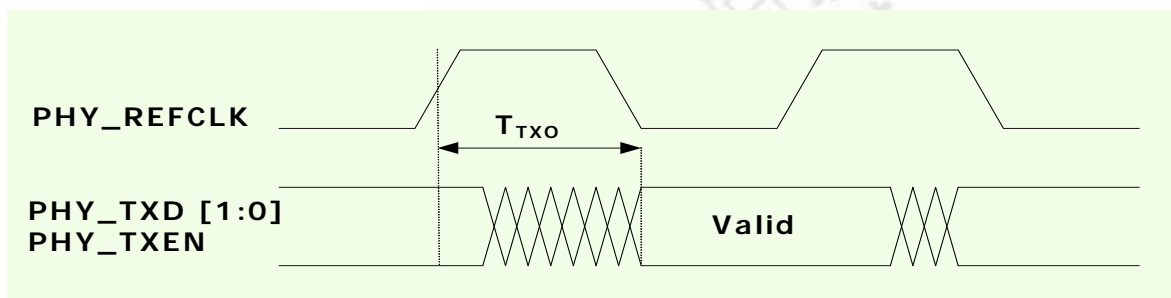 PHY_REFCLK
TTXO
PHY_TXD [1:0]
PHY_TXEN
Valid